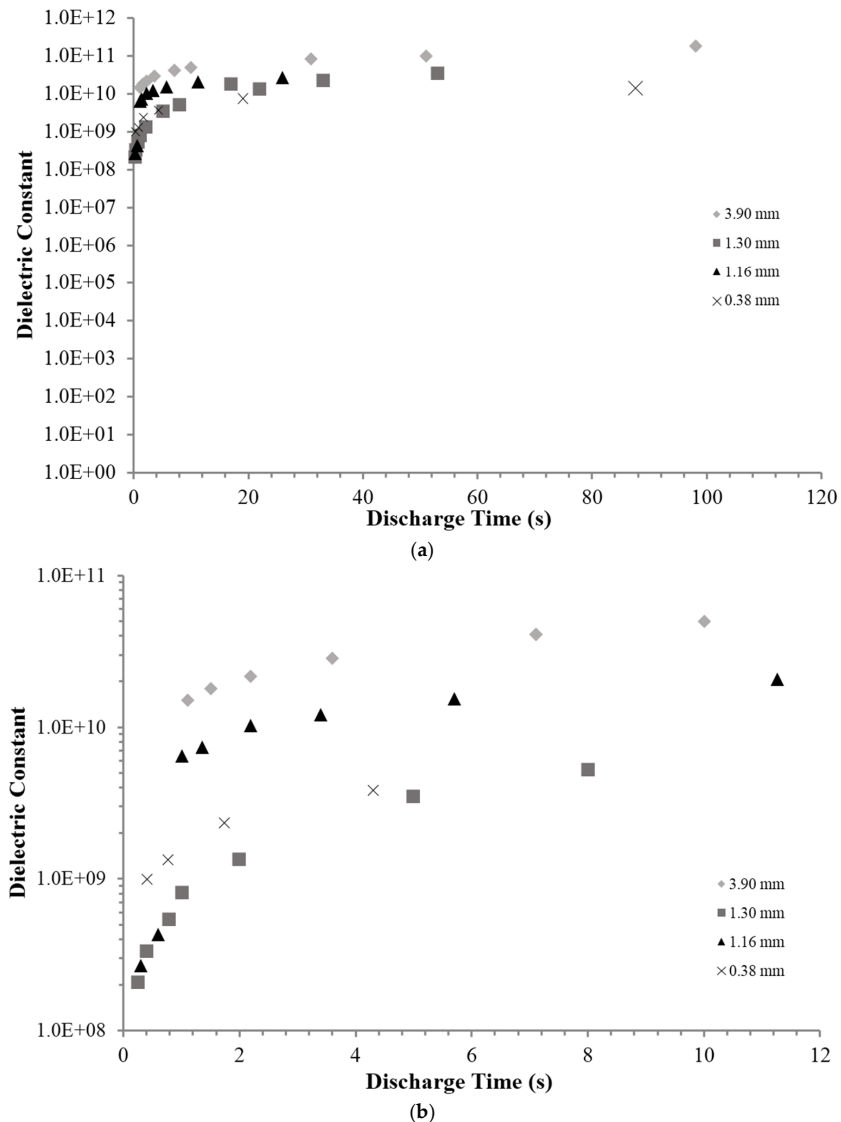 1.0E+12
1.0E+11
1.0E+10
1.0E+09
1.0E+08
1.0E+07
1.0E+06
1.0E+05
1.0E+04
1.0E+03
1.0E+02
1.0E+01
1.0E+00
Dielectric Constant
3.90 mm
1.30 mm
1.16 mm
0.38 mm
0 20 40 60 80 100 120
Discharge Time (s)
(a)
1.0E+11
1.0E+10
1.0E+09
1.0E+08
Dielectric Constant
3.90 mm
1.30 mm
1.16 mm
0.38 mm
0 2 4 6 8 10 12
Discharge Time (s)
(b)